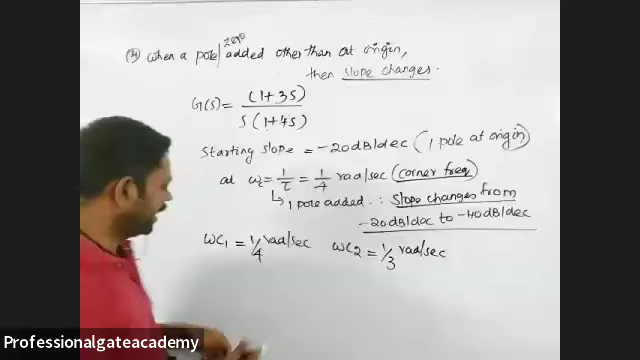 (4) When a pole/zero added other than at origin,
then slope changes.
G(s) = (1+3s) / s(1+4s)
Starting slope = -20dB/dec (1 pole at origin)
at ωc = 1/τ = 1/4 rad/sec (corner freq)
↳ 1 pole added ∴ slope changes from
-20dB/dec to -40dB/dec
ωc1 = 1/4 rad/sec ωc2 = 1/3 rad/sec
Professionalgateacademy